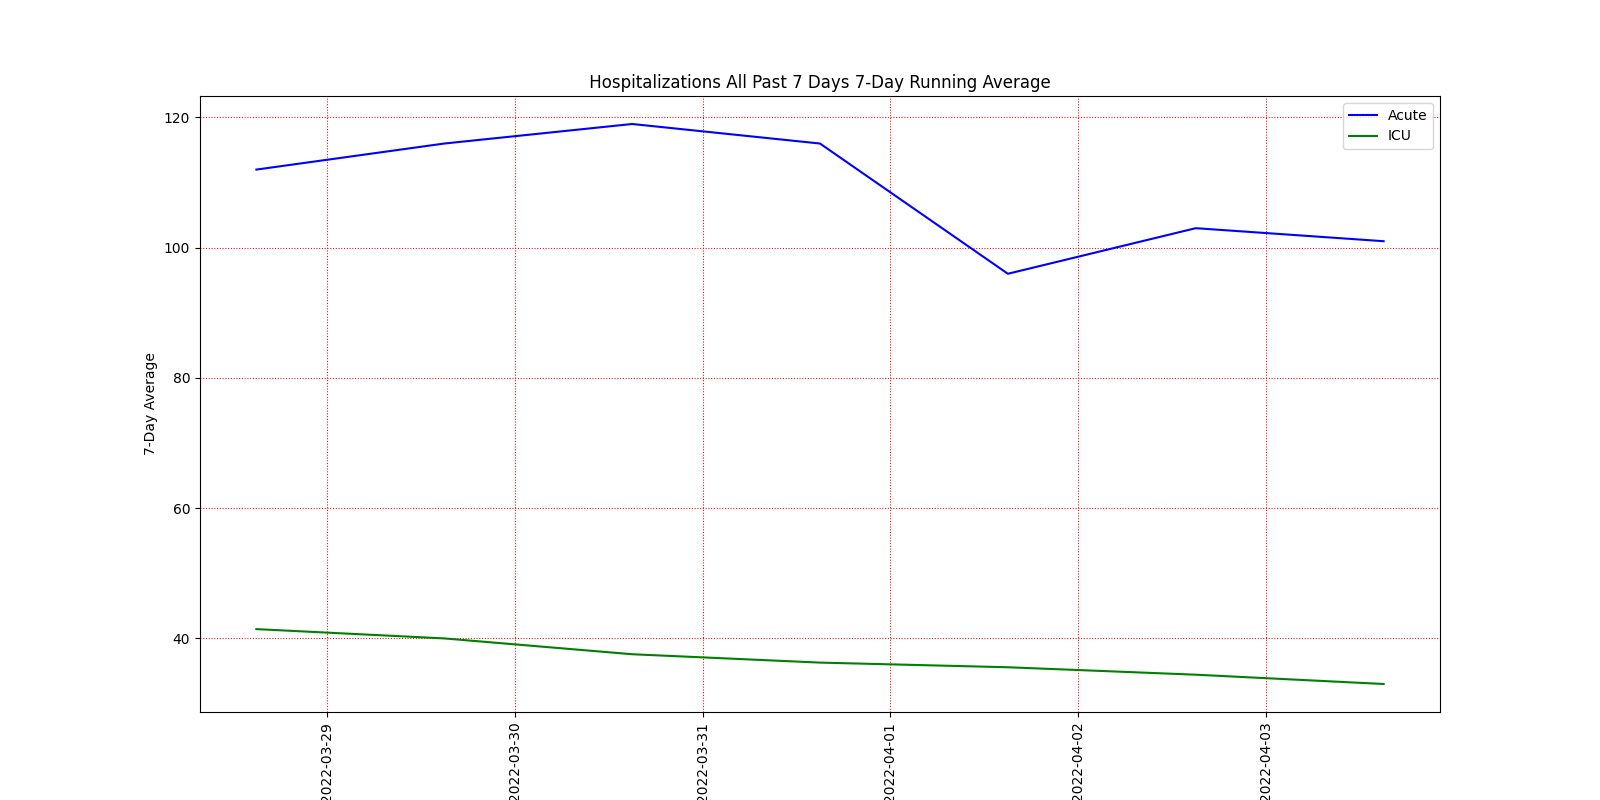 Hospitalizations All Past 7 Days 7-Day Running Average
Acute
ICU
7-Day Average
120
100
80
60
40
2022-03-29
2022-03-30
2022-03-31
2022-04-01
2022-04-02
2022-04-03